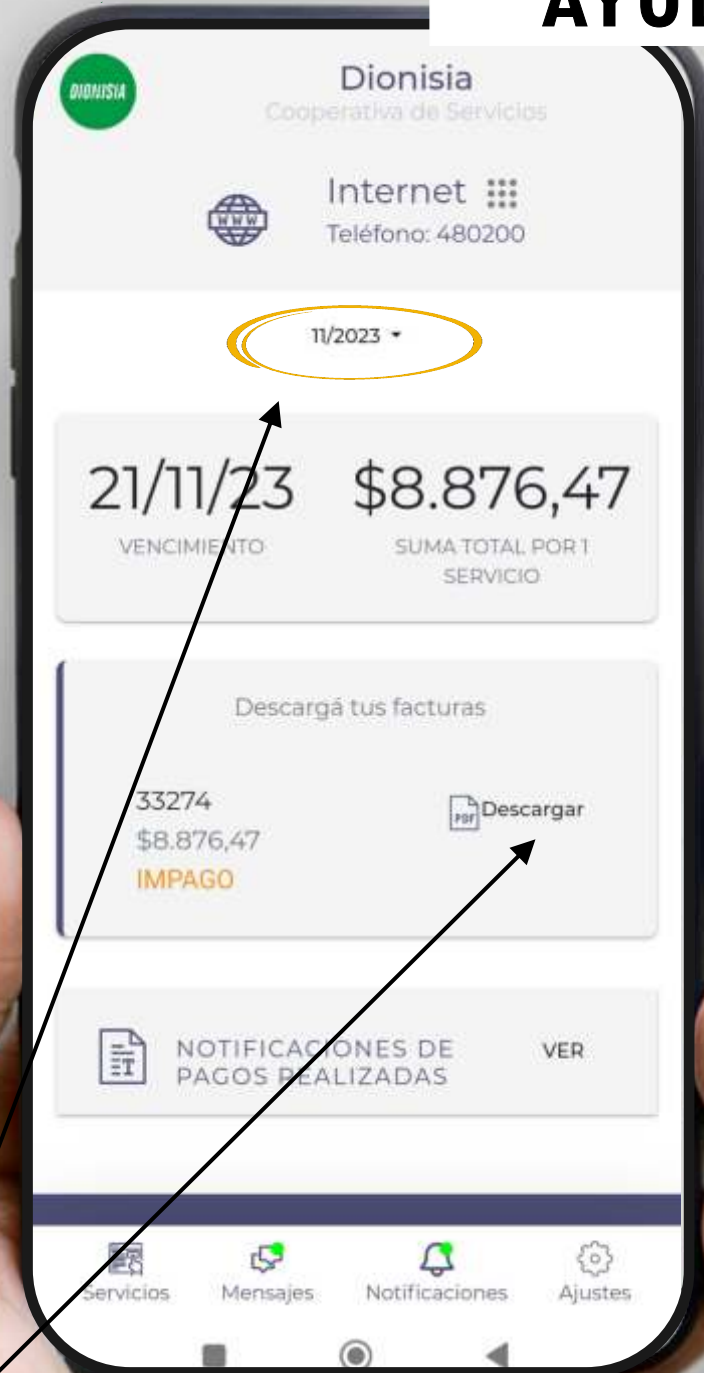 DIONISIA
Dionisia
Cooperativa de Servicios
WWW
Internet
Teléfono: 480200
11/2023
21/11/23
VENCIMIENTO
$8.876,47
SUMA TOTAL POR 1
SERVICIO
Descargá tus facturas
33274
$8.876,47
IMPAGO
PDF
Descargar
NOTIFICACIONES DE
PAGOS REALIZADAS
VER
Servicios
Mensajes
Notificaciones
Ajustes